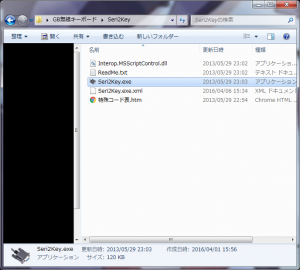 GB無線キーボード ▸ Seri2Key
Seri2Keyの検索
整理 開く 共有 書き込む 新しいフォルダー
名前 更新日時 種類
Interop.MSScriptControl.dll 2013/05/29 23:02 アプリケーショ...
ReadMe.txt 2013/05/29 23:02 テキスト ドキュ...
Seri2Key.exe 2013/05/29 23:03 アプリケーション
Seri2Key.exe.xml 2016/04/06 15:34 XML ドキュメン
特殊コード表.htm 2013/05/29 22:54 Chrome HTML...
Seri2Key.exe 更新日時: 2013/05/29 23:03 作成日時: 2016/04/01 15:56
アプリケーション サイズ: 120 KB